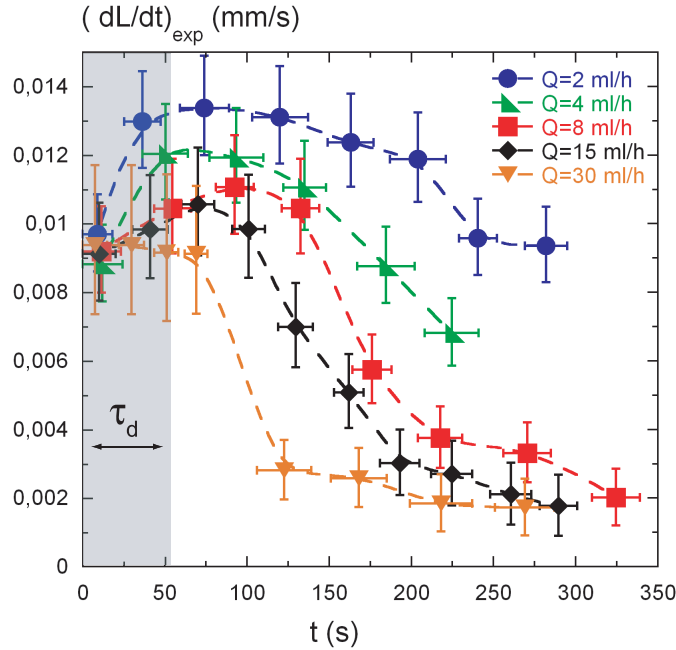 ( dL/dt)exp (mm/s)
0,014
0,012
0,01
0,008
0,006
0,004
0,002
0
Q=2 ml/h
Q=4 ml/h
Q=8 ml/h
Q=15 ml/h
Q=30 ml/h
τd
0 50 100 150 200 250 300 350
t (s)